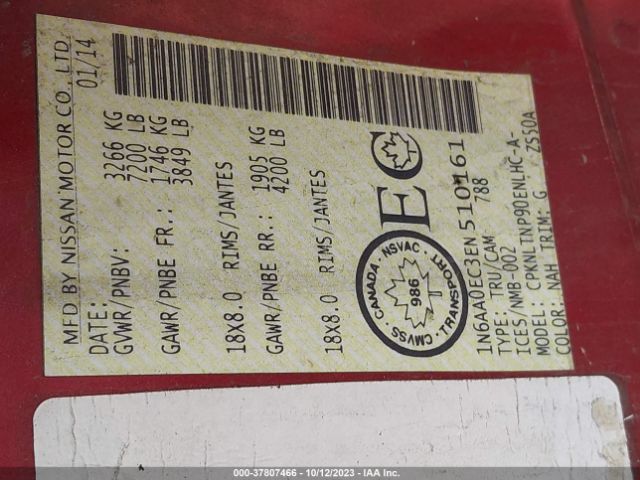 MFD BY NISSAN MOTOR CO., LTD.
DATE: 01/14
GVWR/PNBV: 3266 KG
7200 LB
GAWR/PNBE FR.: 1746 KG
3849 LB
18X8.0 RIMS/JANTES
GAWR/PNBE RR.: 1905 KG
4200 LB
18X8.0 RIMS/JANTES
EC
CANADA. NSVAC.
986
CMVSS. TRANSPORT
1N6AA0EC3EN510161
TYPE: TRU/CAM 788
ICES/NMB-002
MODEL: CPKNLTNP90ENLHC-A-
COLOR: NAH TRIM: G ZS50A
000-37807466 - 10/12/2023 - IAA Inc.